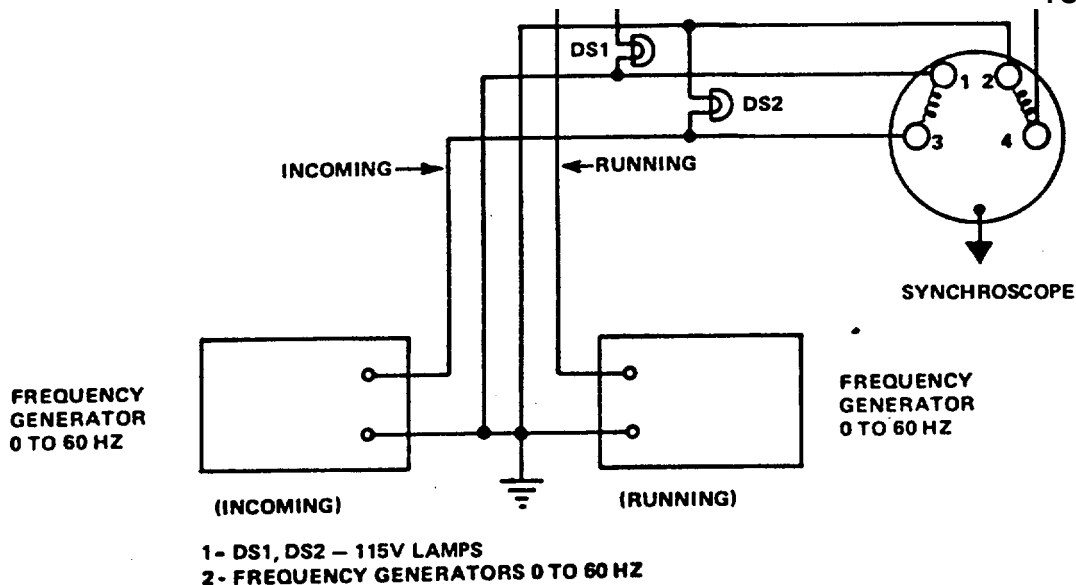 DS1
1 2
DS2
3 4
INCOMING
RUNNING
SYNCHROSCOPE
FREQUENCY
GENERATOR
0 TO 60 HZ
FREQUENCY
GENERATOR
0 TO 60 HZ
(INCOMING)
(RUNNING)
1- DS1, DS2 – 115V LAMPS
2- FREQUENCY GENERATORS 0 TO 60 HZ